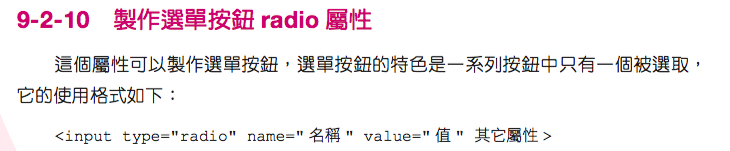 9-2-10 製作選單按鈕 radio 屬性
這個屬性可以製作選單按鈕，選單按鈕的特色是一系列按鈕中只有一個被選取，
它的使用格式如下：
<input type="radio" name=" 名稱 " value=" 值 " 其它屬性 >